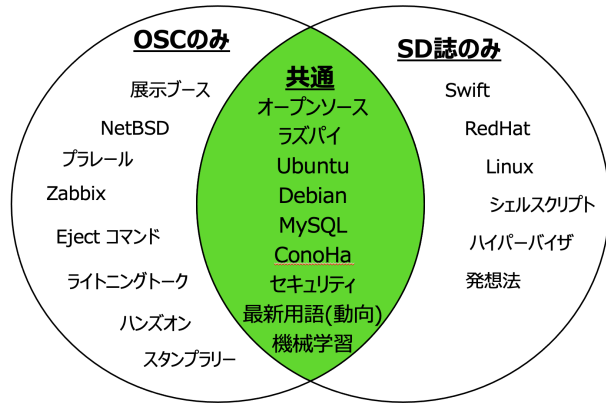 OSCのみ
展示ブース
NetBSD
プラレール
Zabbix
Eject コマンド
ライトニングトーク
ハンズオン
スタンプラリー
共通
オープンソース
ラズパイ
Ubuntu
Debian
MySQL
ConoHa
セキュリティ
最新用語(動向)
機械学習
SD誌のみ
Swift
RedHat
Linux
シェルスクリプト
ハイパーバイザ
発想法